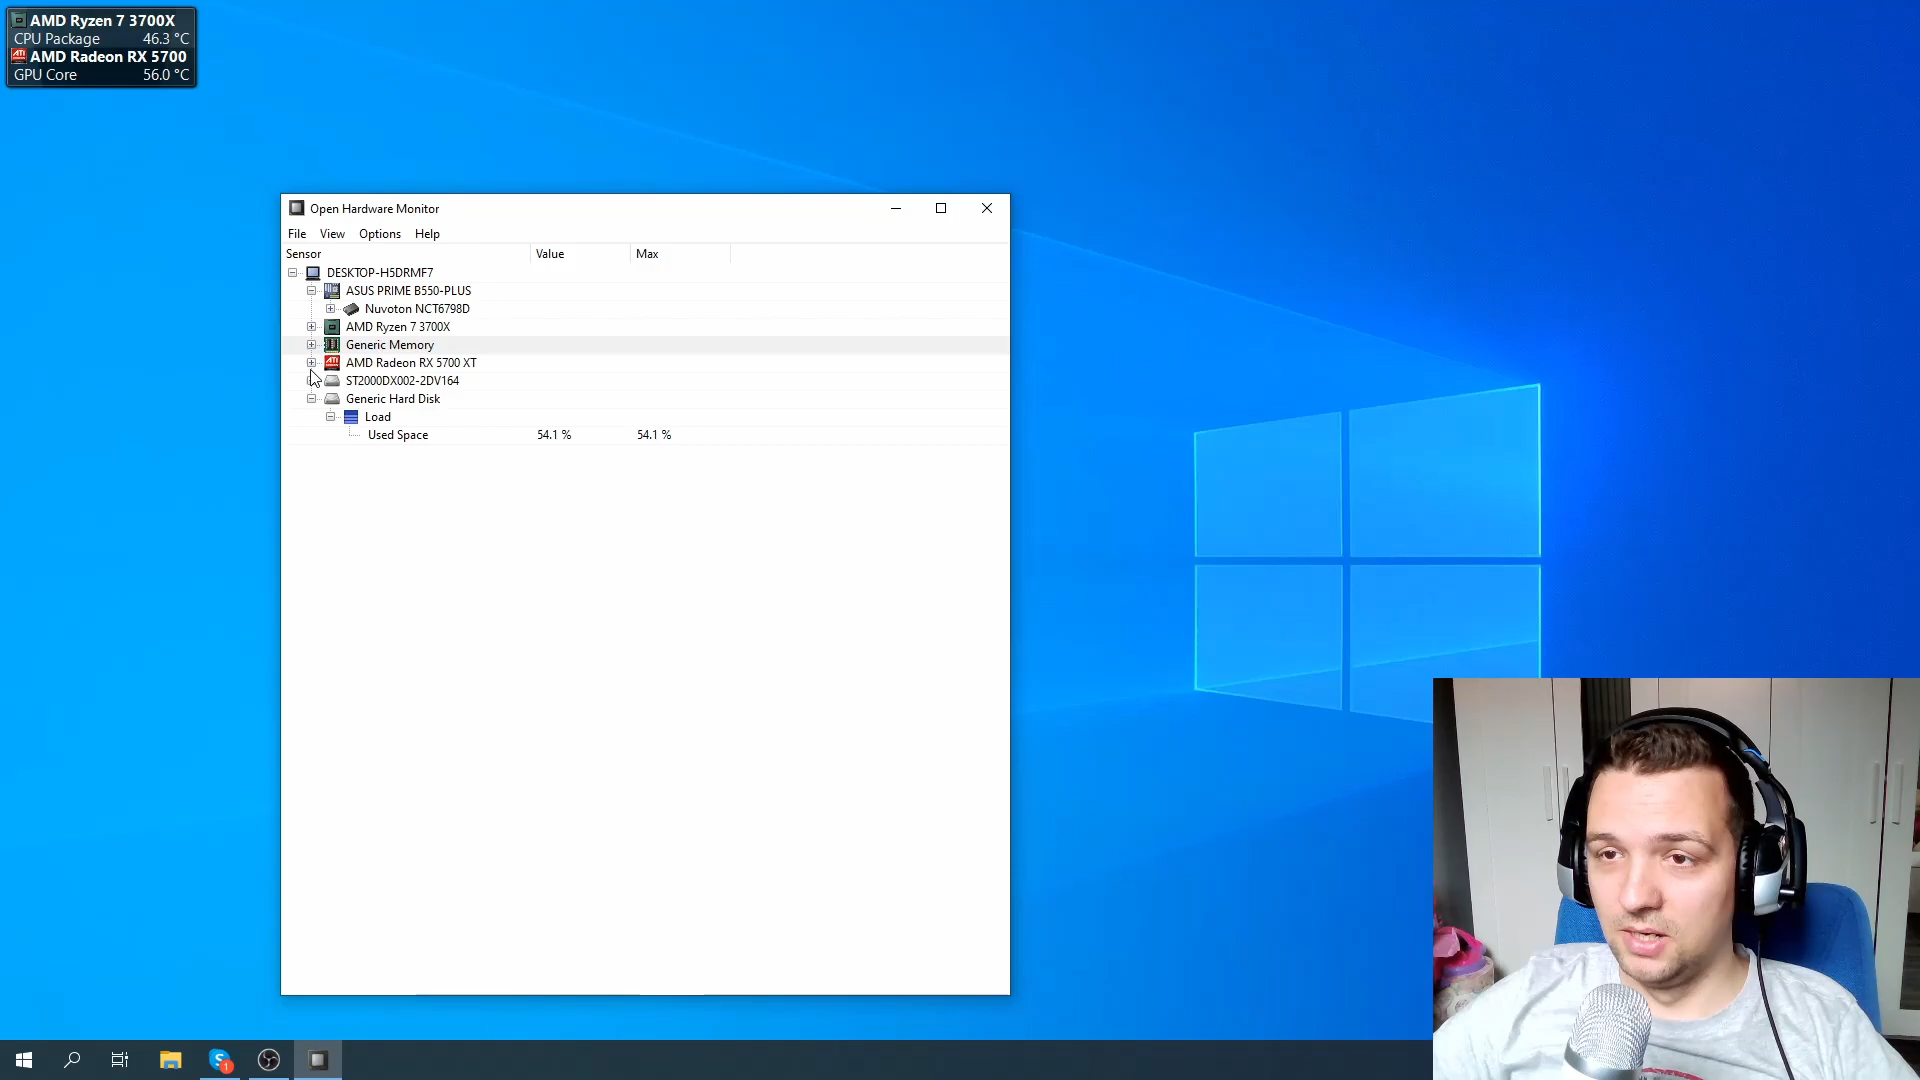 AMD Ryzen 7 3700X
CPU Package 46.3 °C
ATI AMD Radeon RX 5700
GPU Core 56.0 °C
Open Hardware Monitor
File View Options Help
Sensor Value Max
DESKTOP-H5DRMF7
ASUS PRIME B550-PLUS
Nuvoton NCT6798D
AMD Ryzen 7 3700X
Generic Memory
ATI AMD Radeon RX 5700 XT
ST2000DX002-2DV164
Generic Hard Disk
Load
Used Space 54.1 % 54.1 %
S 1